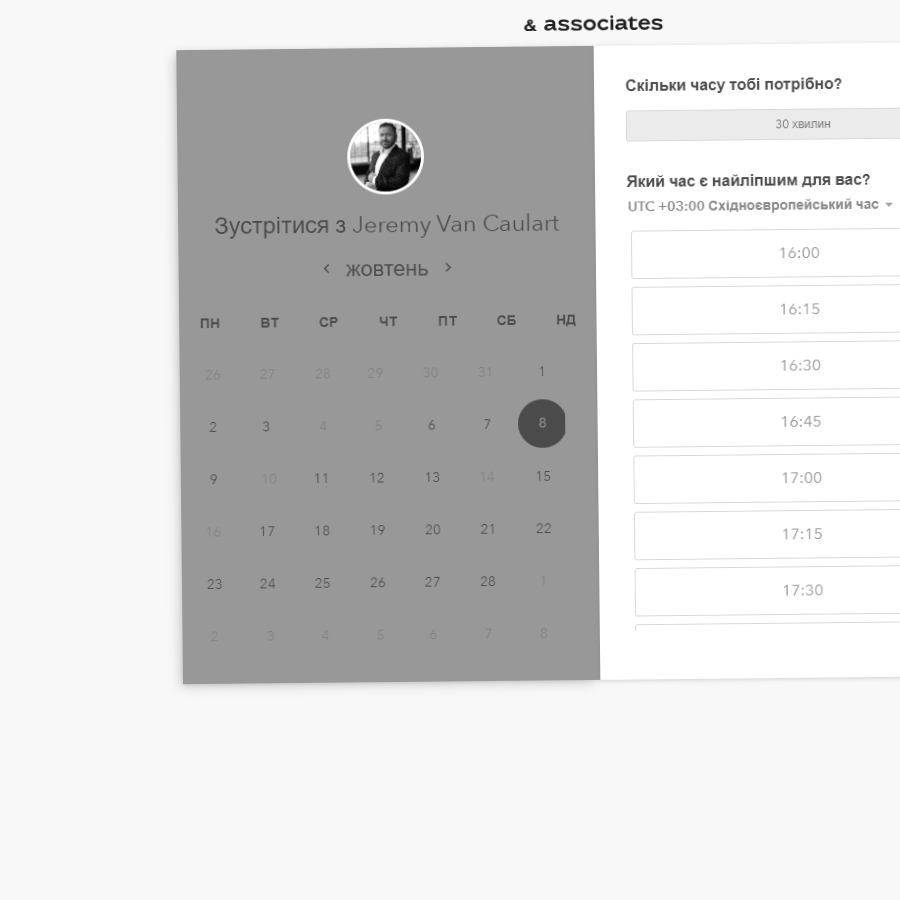 & associates
Зустрітися з Jeremy Van Caulart
жовтень
ПН ВТ СР ЧТ ПТ СБ НД
26 27 28 29 30 31 1
2 3 4 5 6 7 8
9 10 11 12 13 14 15
16 17 18 19 20 21 22
23 24 25 26 27 28 1
2 3 4 5 6 7 8
Скільки часу тобі потрібно?
30 хвилин
Який час є найліпшим для вас?
UTC +03:00 Східноєвропейський час
16:00
16:15
16:30
16:45
17:00
17:15
17:30